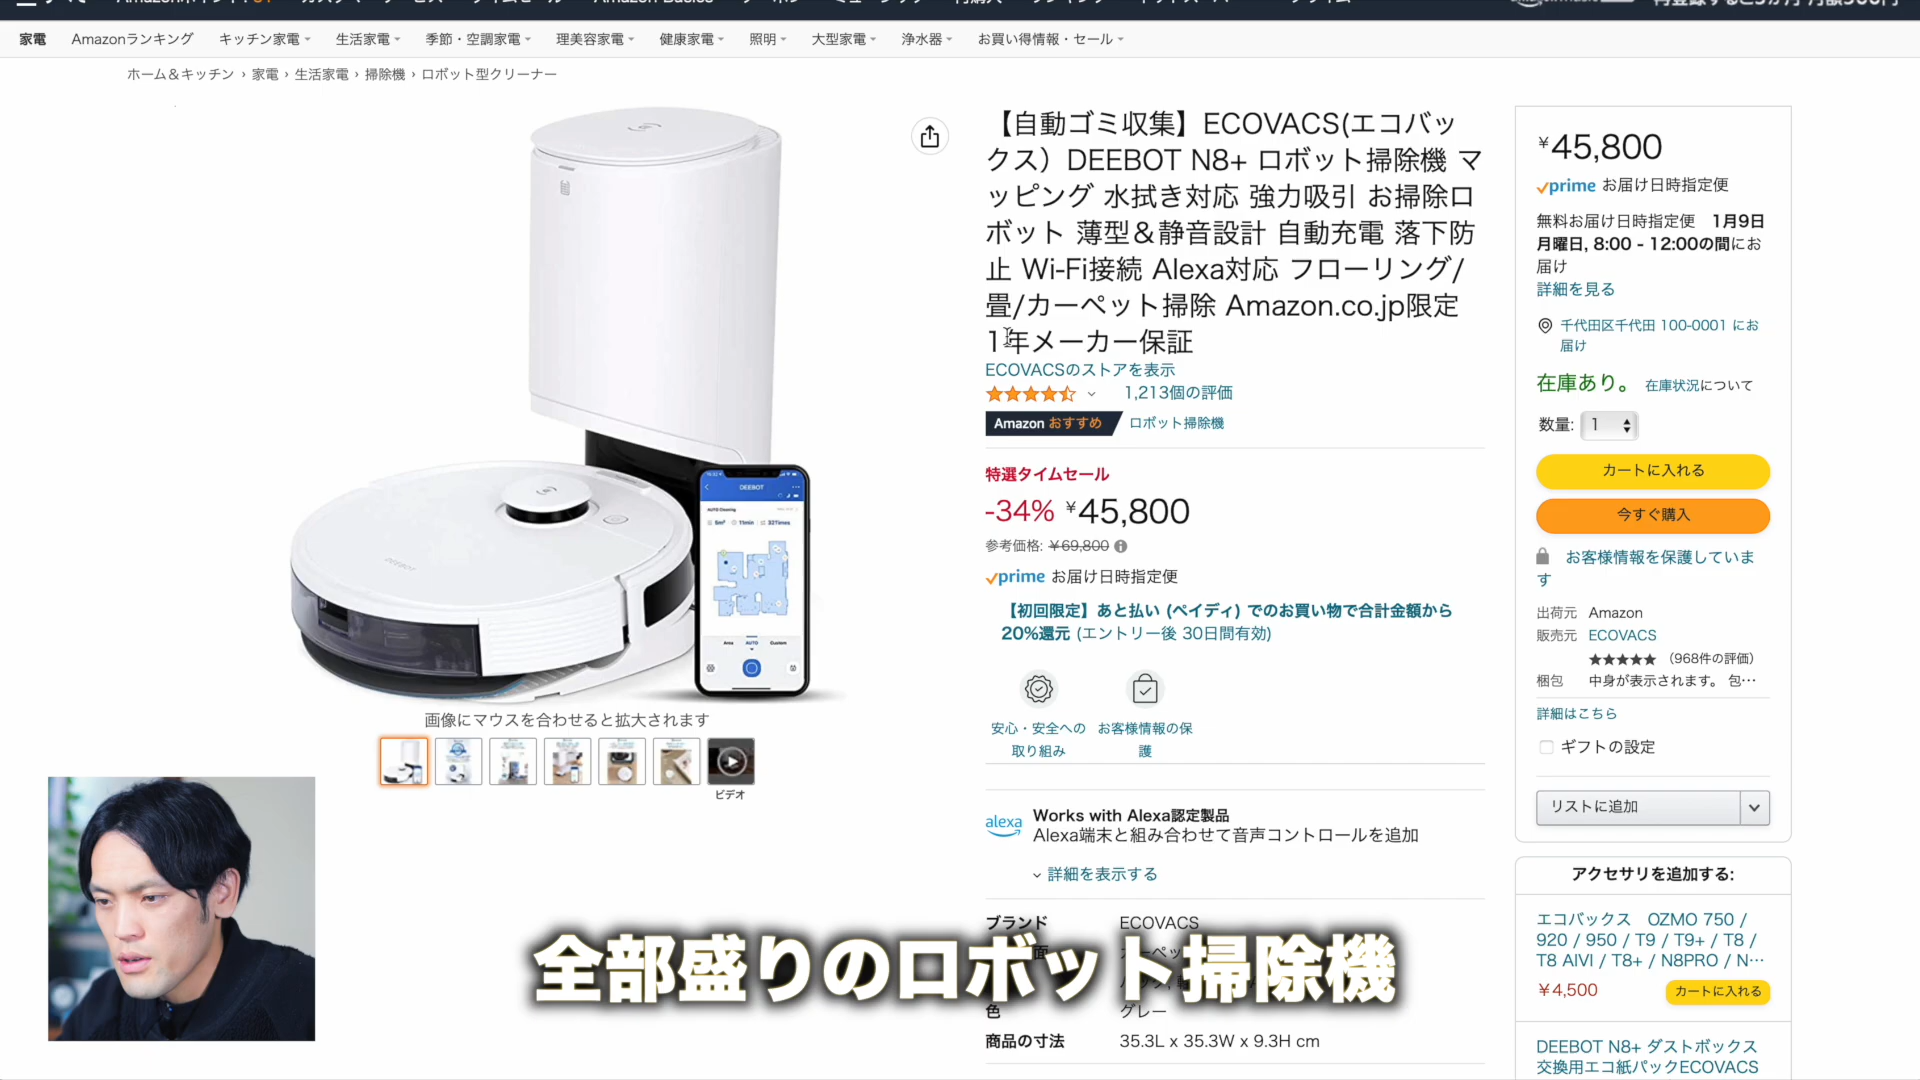 家電 Amazonランキング キッチン家電 生活家電 季節・空調家電 理美容家電 健康家電 照明 大型家電 浄水器 お買い得情報・セール
ホーム＆キッチン › 家電 › 生活家電 › 掃除機 › ロボット型クリーナー
DEEBOT
画像にマウスを合わせると拡大されます
ビデオ
【自動ゴミ収集】ECOVACS(エコバッ
クス）DEEBOT N8+ ロボット掃除機 マ
ッピング 水拭き対応 強力吸引 お掃除ロ
ボット 薄型＆静音設計 自動充電 落下防
止 Wi-Fi接続 Alexa対応 フローリング/
畳/カーペット掃除 Amazon.co.jp限定
1年メーカー保証
ECOVACSのストアを表示
1,213個の評価
Amazon おすすめ ロボット掃除機
特選タイムセール
-34% ¥45,800
参考価格: ¥69,800
prime お届け日時指定便
【初回限定】あと払い (ペイディ) でのお買い物で合計金額から
20%還元 (エントリー後 30日間有効)
安心・安全への
取り組み
お客様情報の保
護
alexa
Works with Alexa認定製品
Alexa端末と組み合わせて音声コントロールを追加
詳細を表示する
ブランド ECOVACS
色 グレー
商品の寸法 35.3L x 35.3W x 9.3H cm
全部盛りのロボット掃除機
¥45,800
prime お届け日時指定便
無料お届け日時指定便 1月9日
月曜日, 8:00 - 12:00の間にお
届け
詳細を見る
千代田区千代田 100-0001 にお
届け
在庫あり。 在庫状況について
数量: 1
カートに入れる
今すぐ購入
お客様情報を保護していま
す
出荷元 Amazon
販売元 ECOVACS
★★★★★ （968件の評価）
梱包 中身が表示されます。 包…
詳細はこちら
ギフトの設定
リストに追加
アクセサリを追加する:
エコバックス OZMO 750 /
920 / 950 / T9 / T9+ / T8 /
T8 AIVI / T8+ / N8PRO / N…
¥4,500 カートに入れる
DEEBOT N8+ ダストボックス
交換用エコ紙パックECOVACS